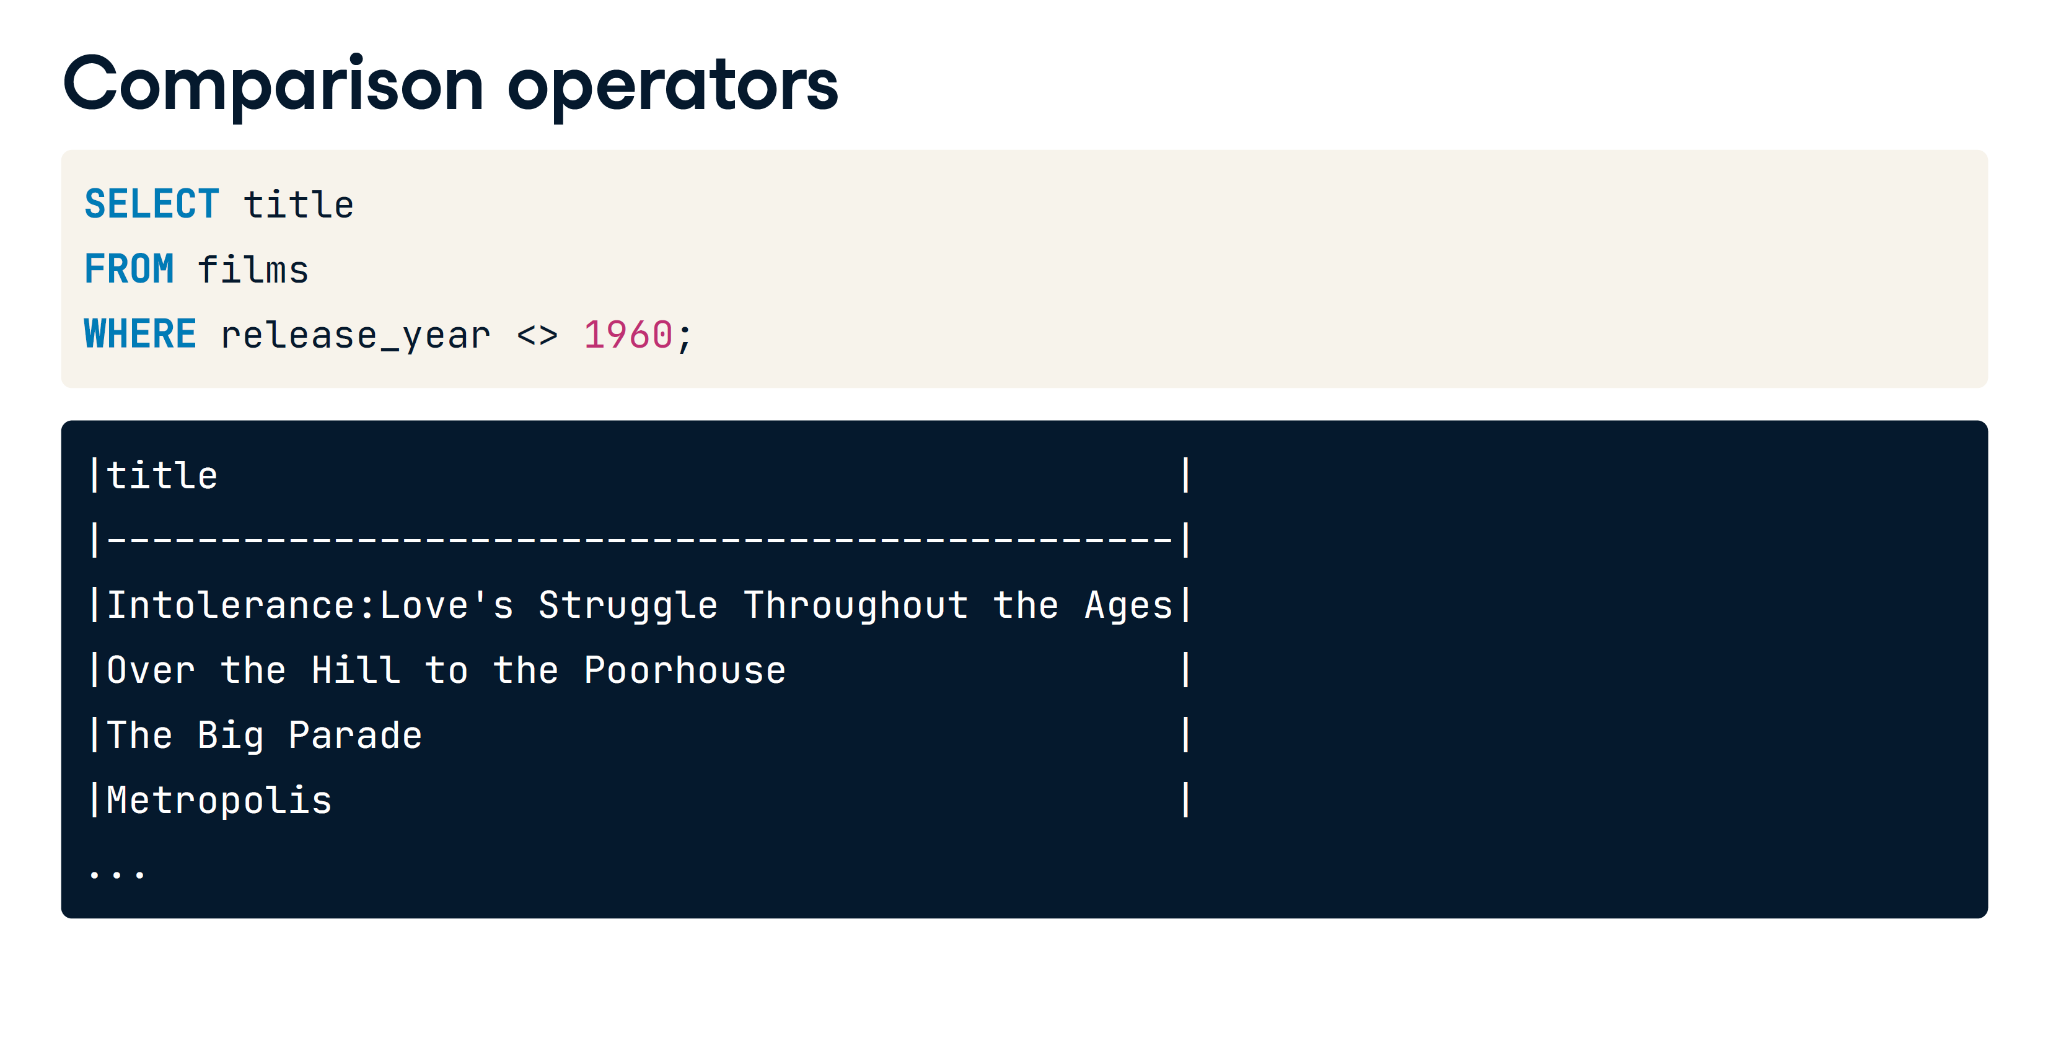 Comparison operators
SELECT title
FROM films
WHERE release_year <> 1960;
|title                                          |
|-----------------------------------------------|
|Intolerance:Love's Struggle Throughout the Ages|
|Over the Hill to the Poorhouse                 |
|The Big Parade                                 |
|Metropolis                                     |
...